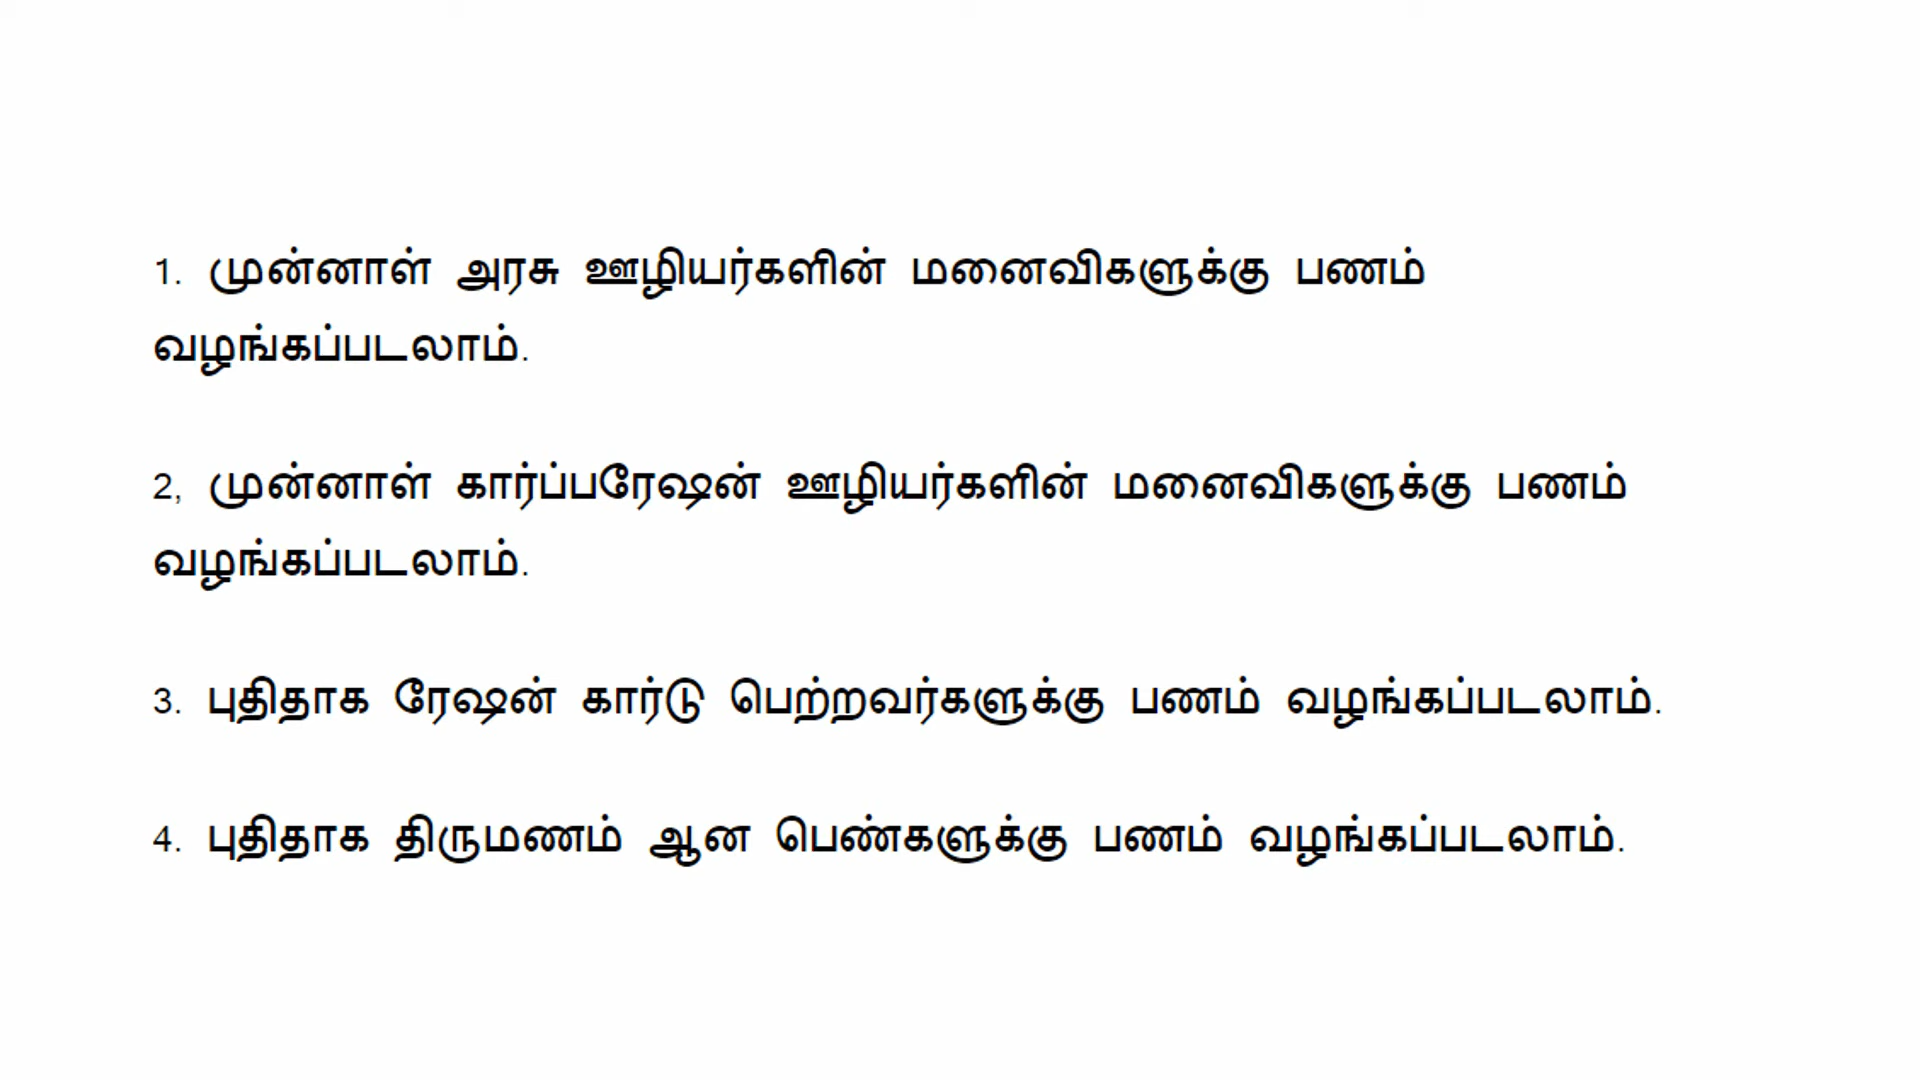 1. முன்னாள் அரசு ஊழியர்களின் மனைவிகளுக்கு பணம்
வழங்கப்படலாம்.
2, முன்னாள் கார்ப்பரேஷன் ஊழியர்களின் மனைவிகளுக்கு பணம்
வழங்கப்படலாம்.
3. புதிதாக ரேஷன் கார்டு பெற்றவர்களுக்கு பணம் வழங்கப்படலாம்.
4. புதிதாக திருமணம் ஆன பெண்களுக்கு பணம் வழங்கப்படலாம்.